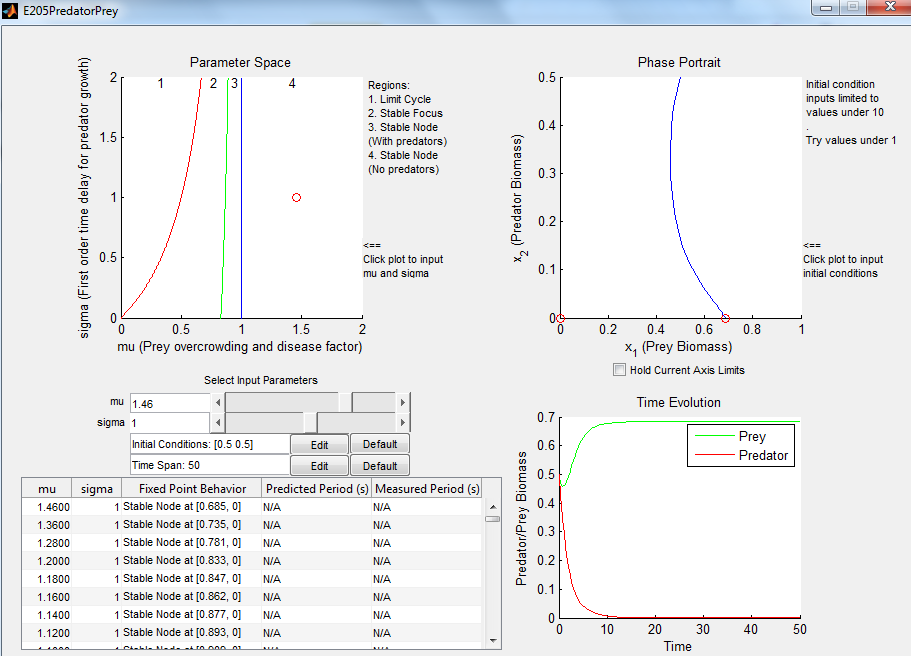 E205PredatorPrey
Parameter Space
1 2 3 4
2
1.5
1
0.5
0
0 0.5 1 1.5 2
sigma (First order time delay for predator growth)
mu (Prey overcrowding and disease factor)
Regions:
1. Limit Cycle
2. Stable Focus
3. Stable Node
(With predators)
4. Stable Node
(No predators)
<==
Click plot to input
mu and sigma
Phase Portrait
0.5
0.4
0.3
0.2
0.1
0
0 0.2 0.4 0.6 0.8 1
x2 (Predator Biomass)
x1 (Prey Biomass)
Initial condition
inputs limited to
values under 10
.
Try values under 1
<==
Click plot to input
initial conditions
Hold Current Axis Limits
Select Input Parameters
mu 1.46
sigma 1
Initial Conditions: [0.5 0.5] Edit Default
Time Span: 50 Edit Default
mu sigma Fixed Point Behavior Predicted Period (s) Measured Period (s)
1.4600 1 Stable Node at [0.685, 0] N/A N/A
1.3600 1 Stable Node at [0.735, 0] N/A N/A
1.2800 1 Stable Node at [0.781, 0] N/A N/A
1.2000 1 Stable Node at [0.833, 0] N/A N/A
1.1800 1 Stable Node at [0.847, 0] N/A N/A
1.1600 1 Stable Node at [0.862, 0] N/A N/A
1.1400 1 Stable Node at [0.877, 0] N/A N/A
1.1200 1 Stable Node at [0.893, 0] N/A N/A
Time Evolution
0.7
0.6
0.5
0.4
0.3
0.2
0.1
0
0 10 20 30 40 50
Predator/Prey Biomass
Time
Prey
Predator